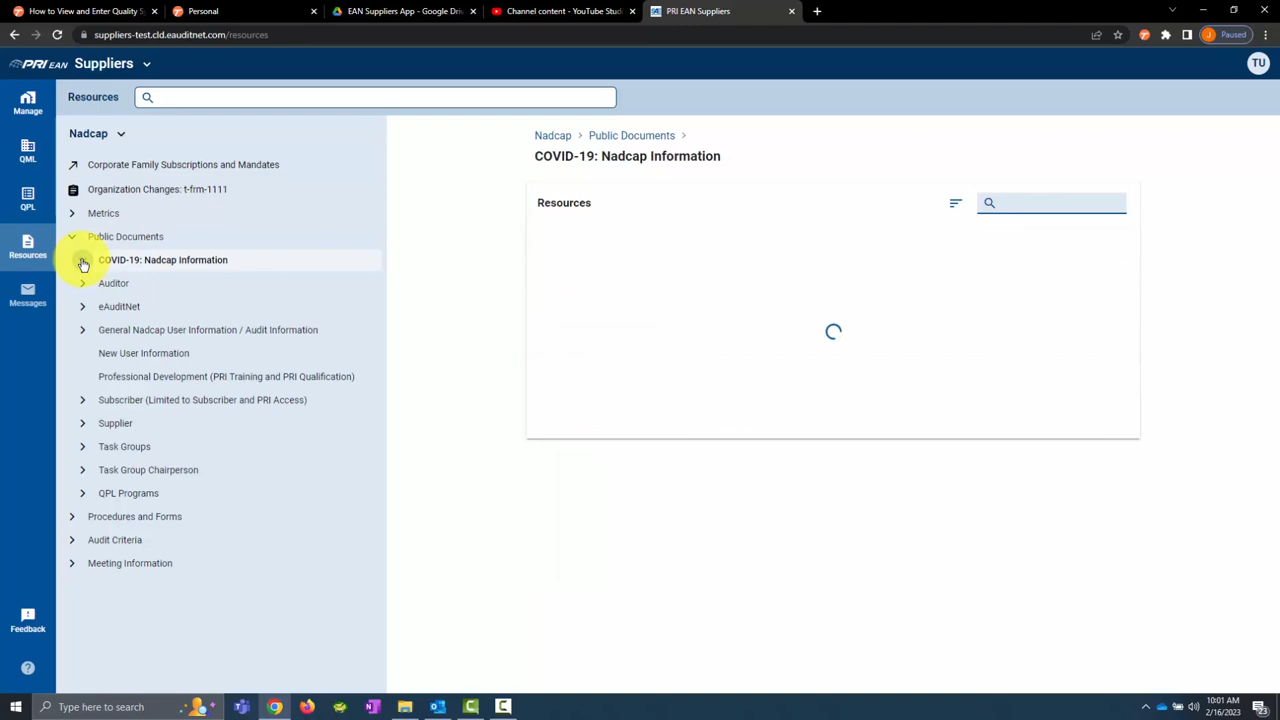 How to View and Enter Quality S
Personal
EAN Suppliers App - Google Dri
Channel content - YouTube Stud
PRI EAN Suppliers
suppliers-test.cld.eauditnet.com/resources
J Paused
PRI EAN Suppliers
TU
Manage
QML
QPL
Resources
Messages
Feedback
Resources
Nadcap
Corporate Family Subscriptions and Mandates
Organization Changes: t-frm-1111
Metrics
Public Documents
COVID-19: Nadcap Information
Auditor
eAuditNet
General Nadcap User Information / Audit Information
New User Information
Professional Development (PRI Training and PRI Qualification)
Subscriber (Limited to Subscriber and PRI Access)
Supplier
Task Groups
Task Group Chairperson
QPL Programs
Procedures and Forms
Audit Criteria
Meeting Information
Nadcap > Public Documents >
COVID-19: Nadcap Information
Resources
Type here to search
10:01 AM
2/16/2023
23